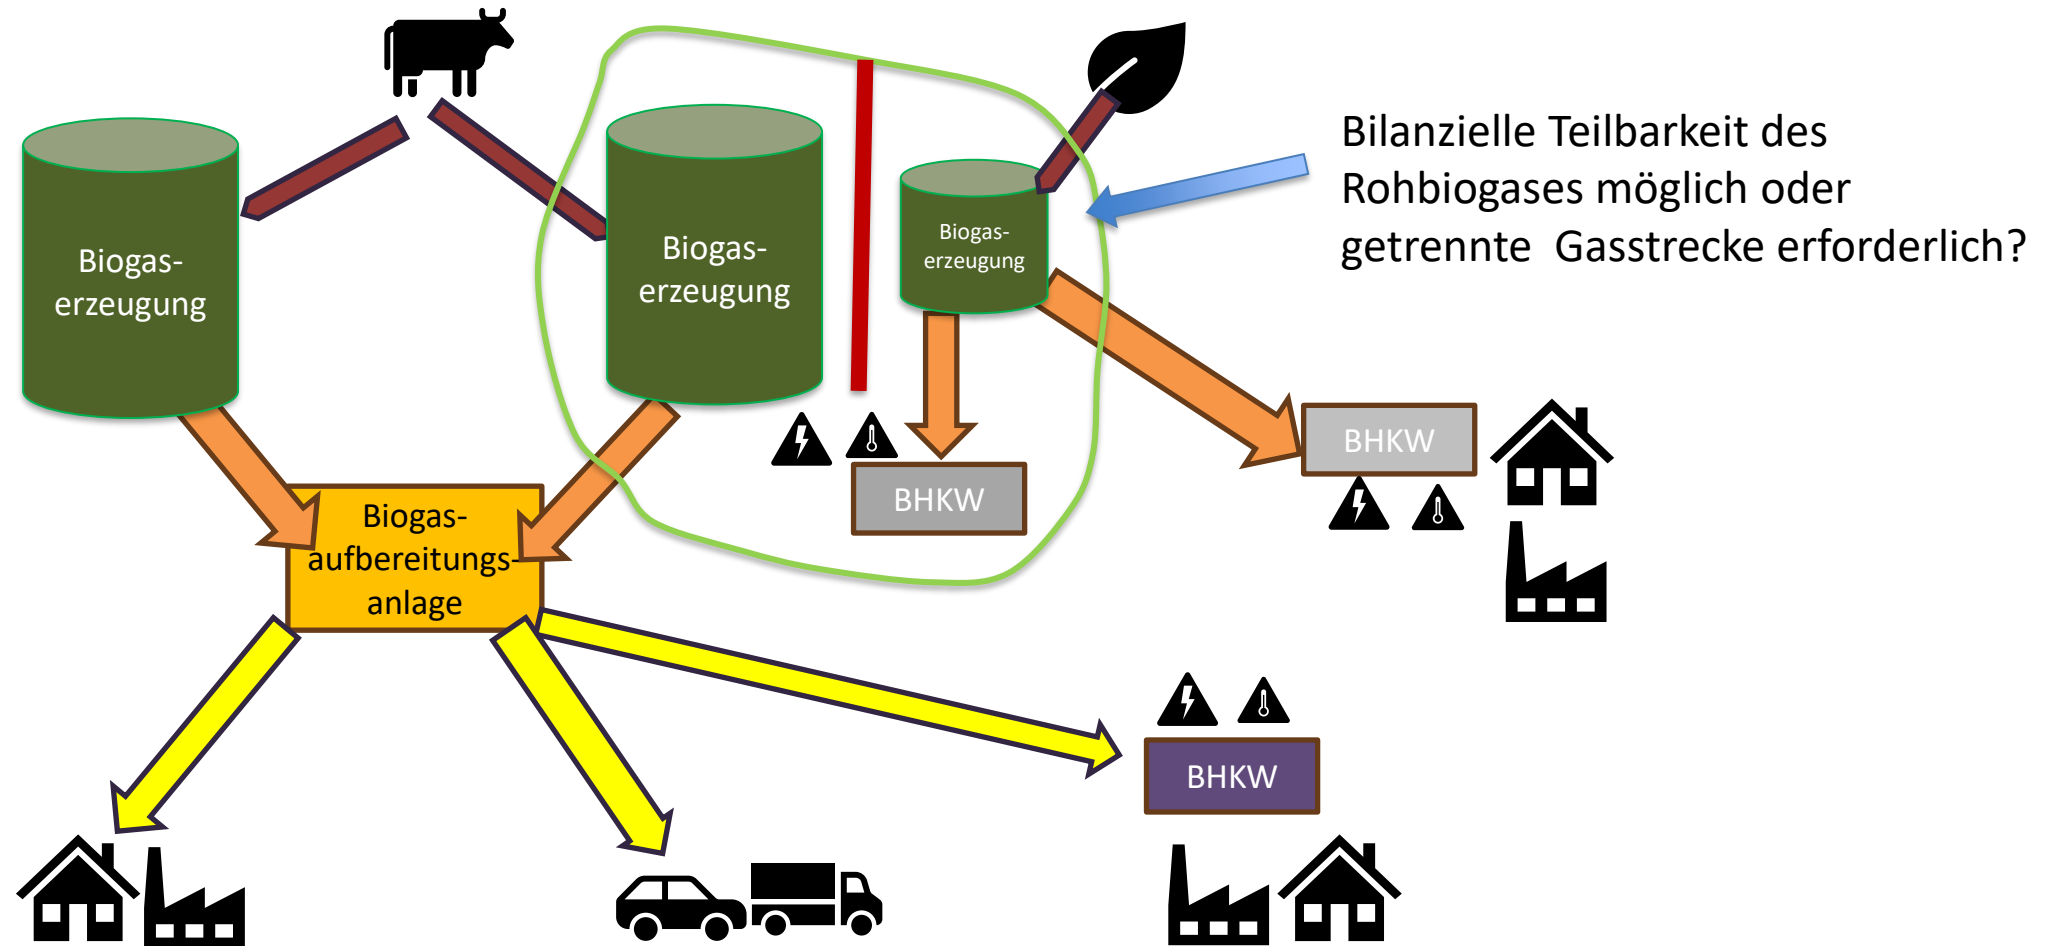 Biogas-
erzeugung
Biogas-
erzeugung
Biogas-
erzeugung
Bilanzielle Teilbarkeit des
Rohbiogases möglich oder
getrennte  Gasstrecke erforderlich?
BHKW
BHKW
Biogas-
aufbereitungs-
anlage
BHKW